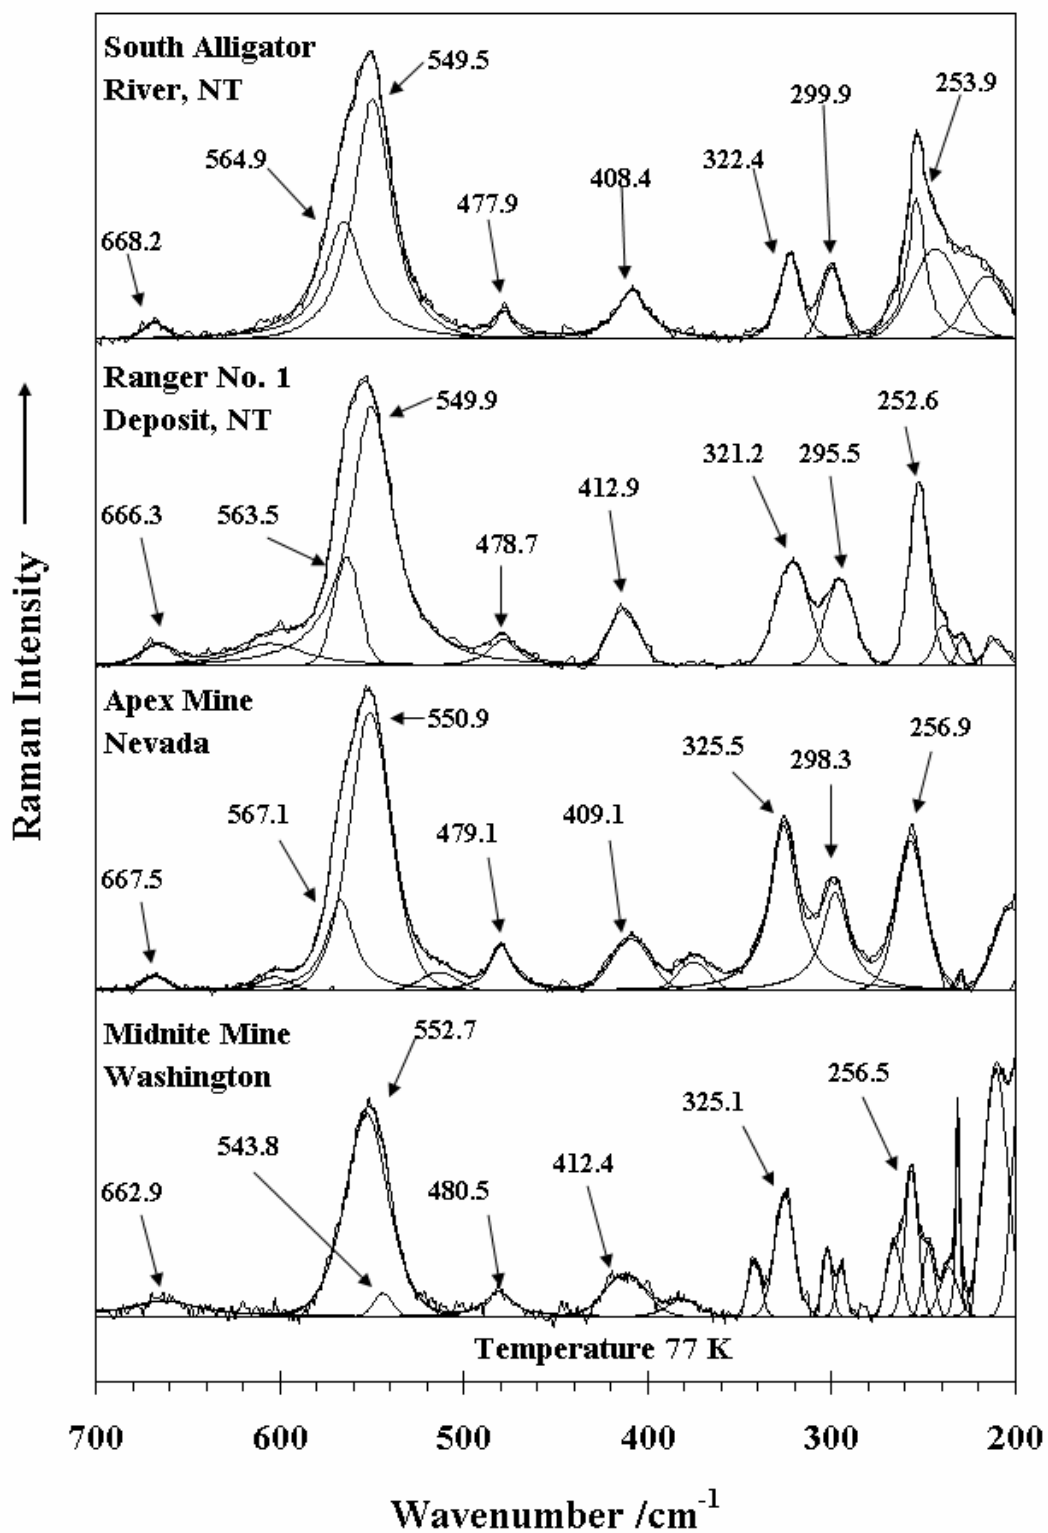 South Alligator
River, NT
549.5
253.9
299.9
564.9
322.4
408.4
477.9
668.2
Ranger No. 1
Deposit, NT
549.9
252.6
321.2
295.5
412.9
666.3
563.5
478.7
Apex Mine
Nevada
550.9
325.5
298.3
256.9
567.1
479.1
409.1
667.5
Midnite Mine
Washington
552.7
256.5
325.1
543.8
412.4
662.9
480.5
Temperature 77 K
Raman Intensity
700 600 500 400 300 200
Wavenumber /cm⁻¹